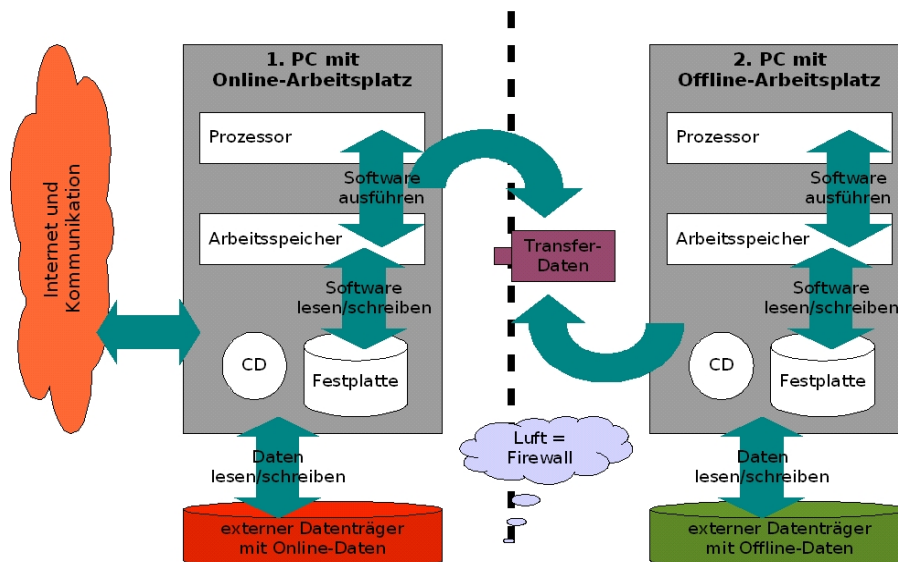 1. PC mit
Online-Arbeitsplatz
Prozessor
Software
ausführen
Arbeitsspeicher
Software
lesen/schreiben
CD
Festplatte
Daten
lesen/schreiben
externer Datenträger
mit Online-Daten
Internet und
Kommunikation
Transfer-
Daten
Luft =
Firewall
2. PC mit
Offline-Arbeitsplatz
Prozessor
Software
ausführen
Arbeitsspeicher
Software
lesen/schreiben
CD
Festplatte
Daten
lesen/schreiben
externer Datenträger
mit Offline-Daten